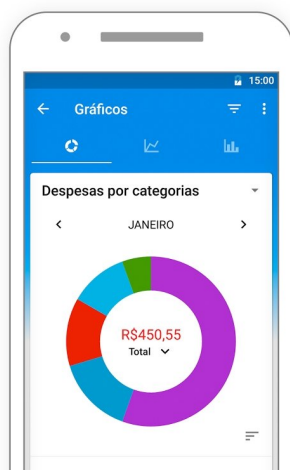 15:00
Gráficos
Despesas por categorias
JANEIRO
R$450,55
Total